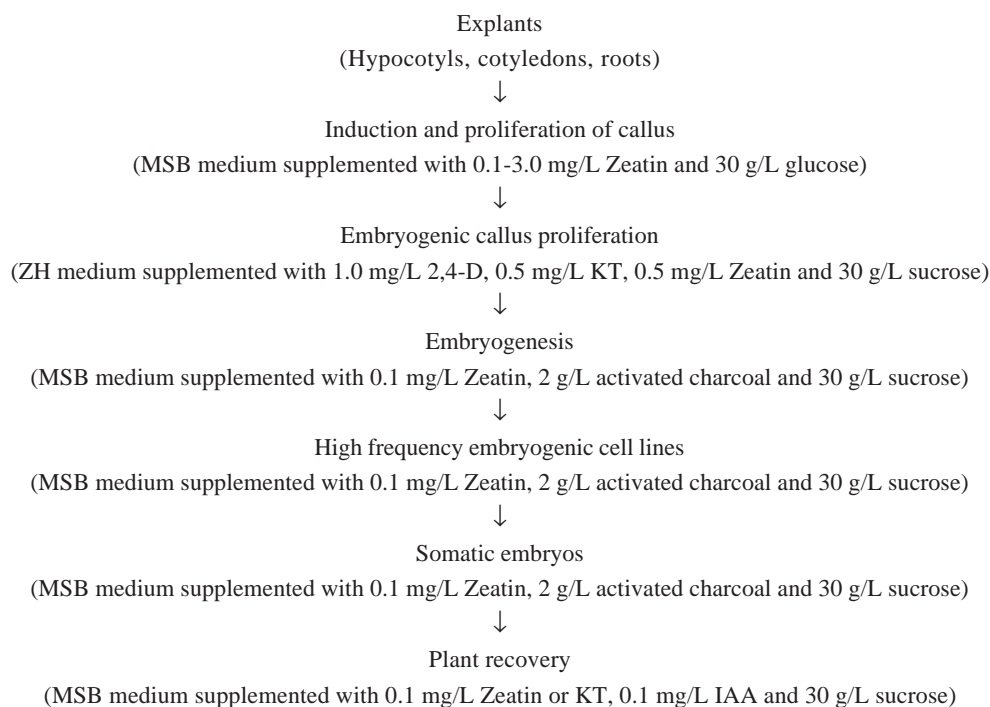 Explants
(Hypocotyls, cotyledons, roots)
↓
Induction and proliferation of callus
(MSB medium supplemented with 0.1-3.0 mg/L Zeatin and 30 g/L glucose)
↓
Embryogenic callus proliferation
(ZH medium supplemented with 1.0 mg/L 2,4-D, 0.5 mg/L KT, 0.5 mg/L Zeatin and 30 g/L sucrose)
↓
Embryogenesis
(MSB medium supplemented with 0.1 mg/L Zeatin, 2 g/L activated charcoal and 30 g/L sucrose)
↓
High frequency embryogenic cell lines
(MSB medium supplemented with 0.1 mg/L Zeatin, 2 g/L activated charcoal and 30 g/L sucrose)
↓
Somatic embryos
(MSB medium supplemented with 0.1 mg/L Zeatin, 2 g/L activated charcoal and 30 g/L sucrose)
↓
Plant recovery
(MSB medium supplemented with 0.1 mg/L Zeatin or KT, 0.1 mg/L IAA and 30 g/L sucrose)